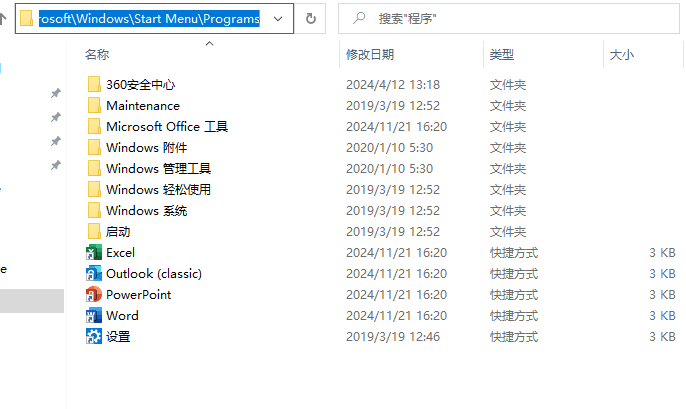 rosoft\Windows\Start Menu\Programs
搜索"程序"
名称 修改日期 类型 大小
360安全中心 2024/4/12 13:18 文件夹
Maintenance 2019/3/19 12:52 文件夹
Microsoft Office 工具 2024/11/21 16:20 文件夹
Windows 附件 2020/1/10 5:30 文件夹
Windows 管理工具 2020/1/10 5:30 文件夹
Windows 轻松使用 2019/3/19 12:52 文件夹
Windows 系统 2019/3/19 12:52 文件夹
启动 2019/3/19 12:52 文件夹
Excel 2024/11/21 16:20 快捷方式 3 KB
Outlook (classic) 2024/11/21 16:20 快捷方式 3 KB
PowerPoint 2024/11/21 16:20 快捷方式 3 KB
Word 2024/11/21 16:20 快捷方式 3 KB
设置 2019/3/19 12:46 快捷方式 3 KB